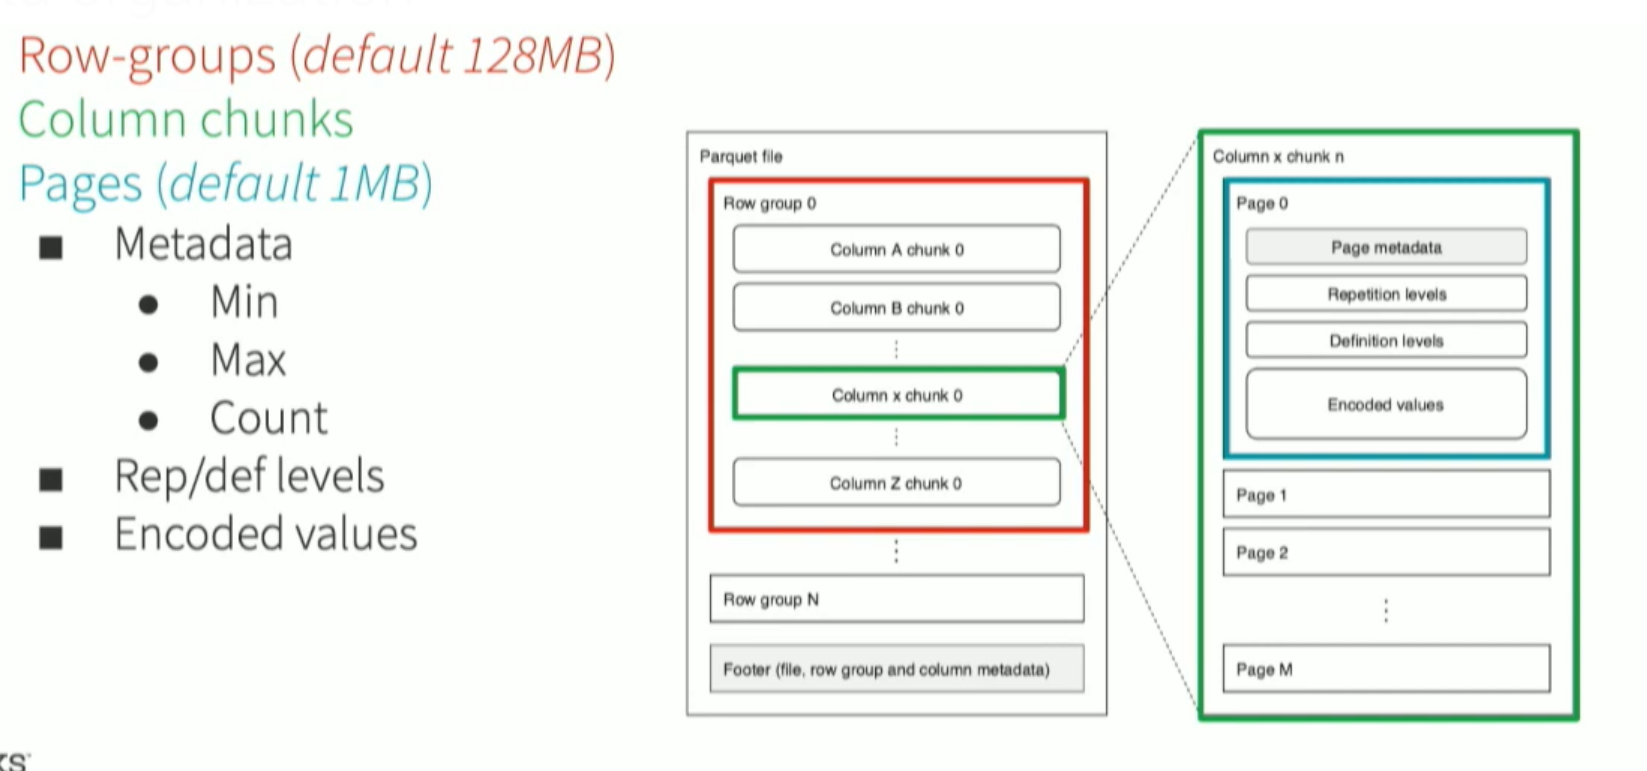 Row-groups (default 128MB)
Column chunks
Pages (default 1MB)
Metadata
Min
Max
Count
Rep/def levels
Encoded values
Parquet file
Row group 0
Column A chunk 0
Column B chunk 0
Column x chunk 0
Column Z chunk 0
Row group N
Footer (file, row group and column metadata)
Column x chunk n
Page 0
Page metadata
Repetition levels
Definition levels
Encoded values
Page 1
Page 2
Page M